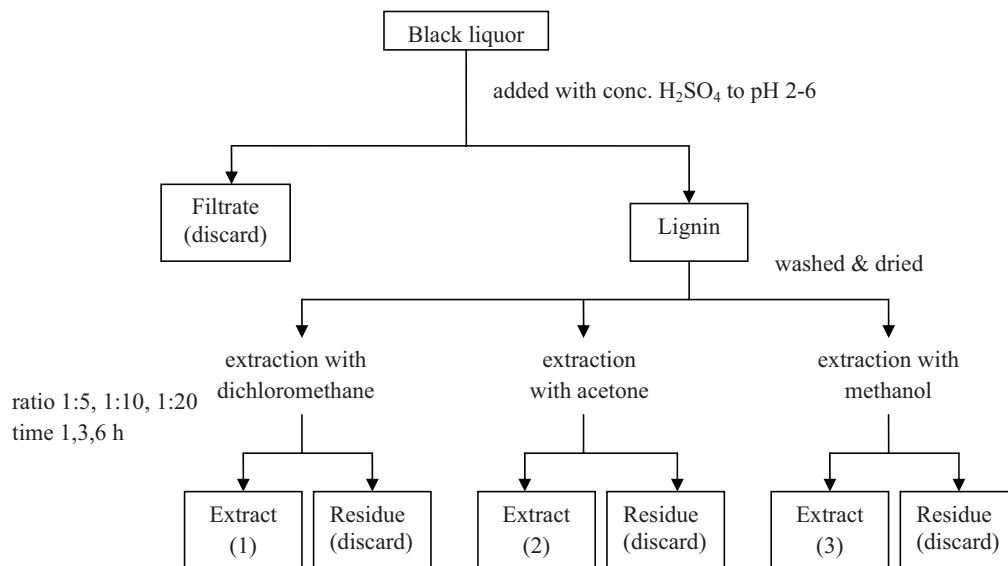 Black liquor
added with conc. H₂SO₄ to pH 2-6
Filtrate
(discard)
Lignin
washed & dried
extraction with
dichloromethane
extraction
with acetone
extraction with
methanol
ratio 1:5, 1:10, 1:20
time 1,3,6 h
Extract
(1)
Residue
(discard)
Extract
(2)
Residue
(discard)
Extract
(3)
Residue
(discard)